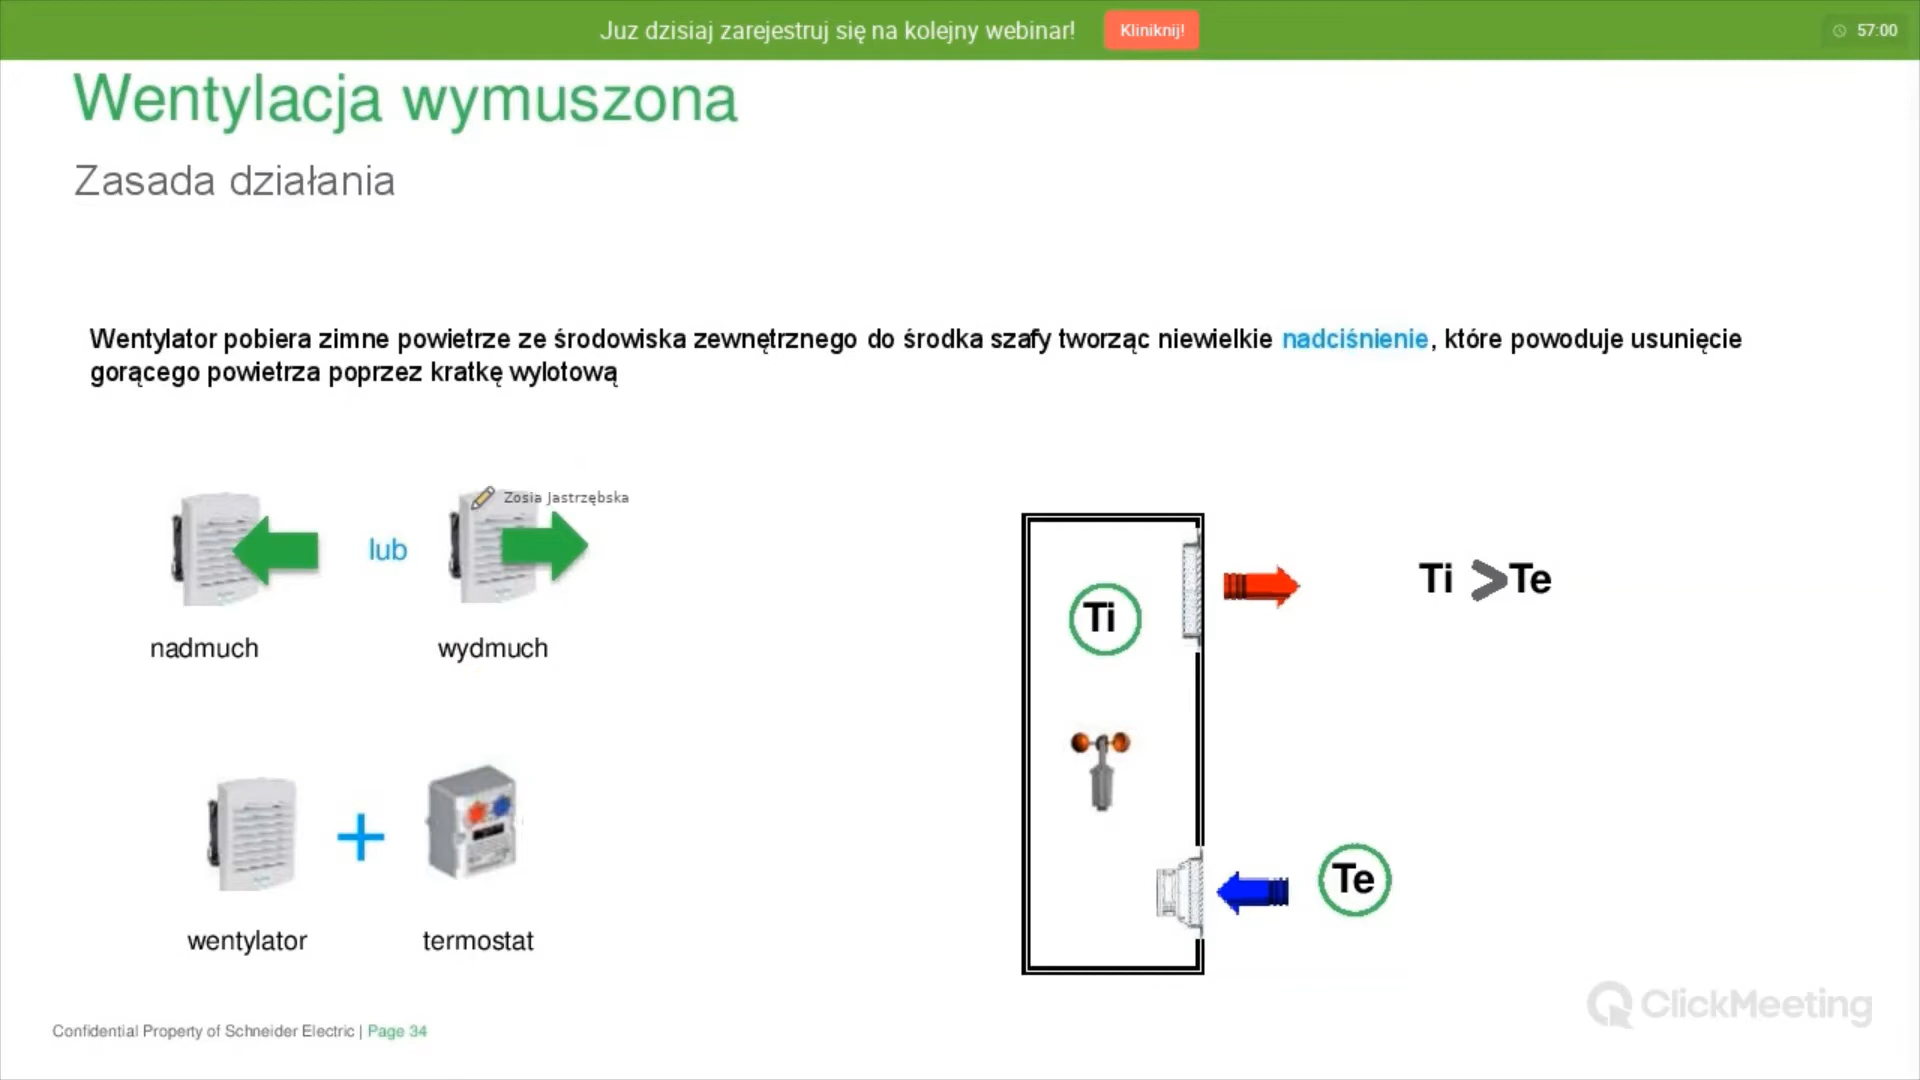 Juz dzisiaj zarejestruj się na kolejny webinar!
Kliniknij!
57:00
Wentylacja wymuszona
Zasada działania
Wentylator pobiera zimne powietrze ze środowiska zewnętrznego do środka szafy tworząc niewielkie nadciśnienie, które powoduje usunięcie
gorącego powietrza poprzez kratkę wylotową
Zosia Jastrzębska
lub
nadmuch
wydmuch
Ti
Ti > Te
+
wentylator
termostat
Te
Confidential Property of Schneider Electric | Page 34
ClickMeeting